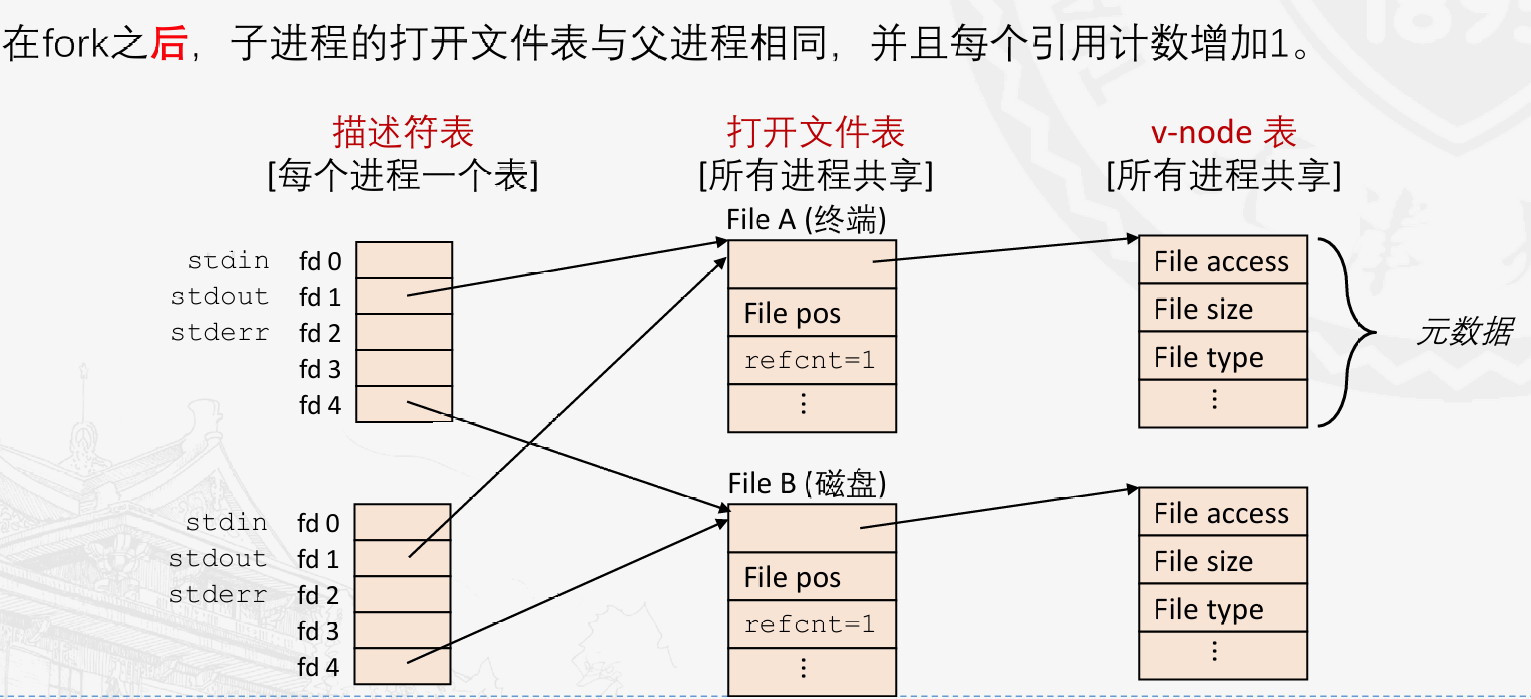 在fork之后，子进程的打开文件表与父进程相同，并且每个引用计数增加1。
描述符表
[每个进程一个表]
打开文件表
[所有进程共享]
v-node 表
[所有进程共享]
File A (终端)
stdin fd 0
stdout fd 1
stderr fd 2
fd 3
fd 4
File pos
refcnt=1
⋮
File access
File size
File type
⋮
元数据
File B (磁盘)
stdin fd 0
stdout fd 1
stderr fd 2
fd 3
fd 4
File pos
refcnt=1
⋮
File access
File size
File type
⋮